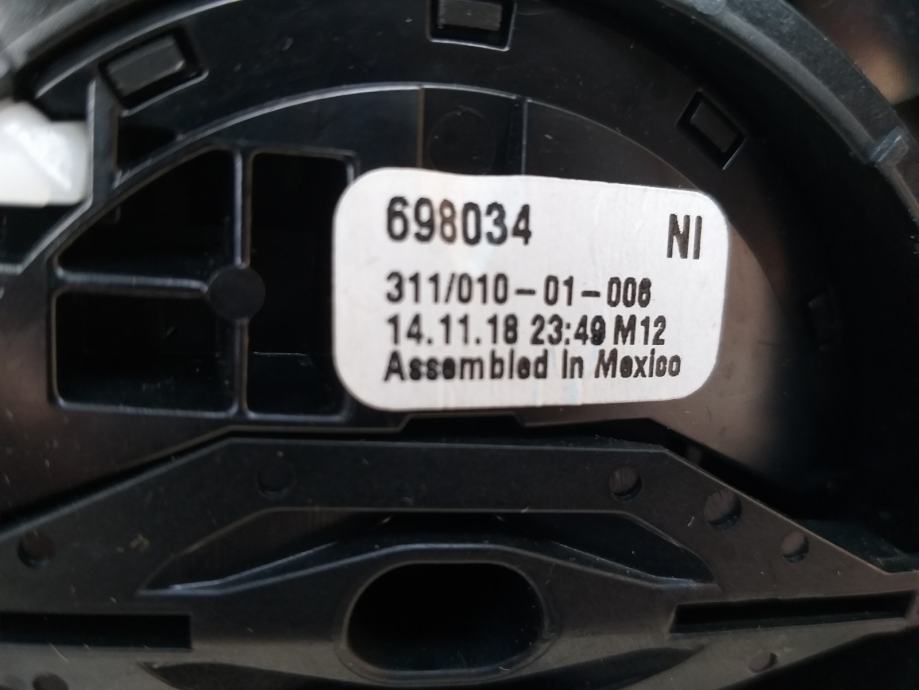 698034 NI
311/010-01-006
14.11.18 23:49 M12
Assembled in Mexico